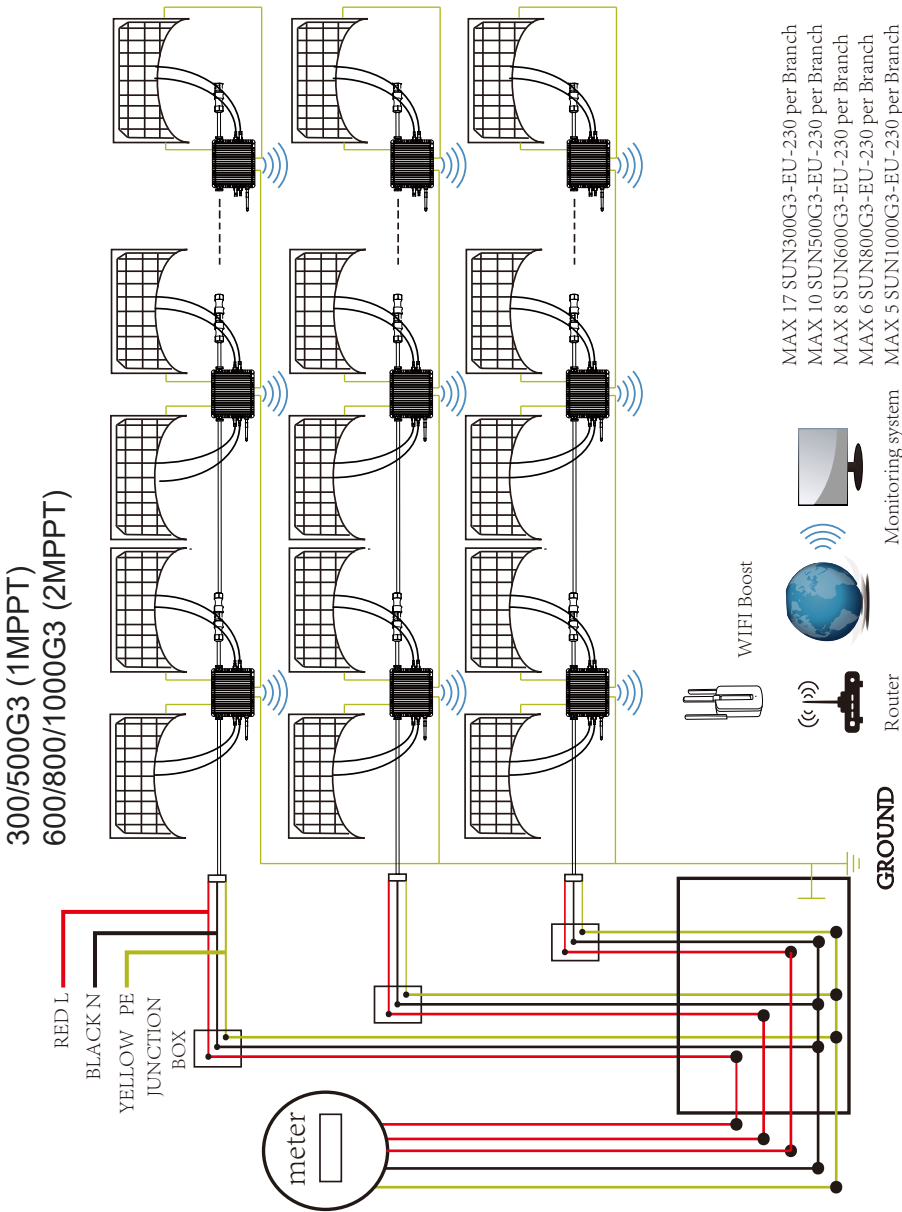 300/500G3 (1MPPT)
600/800/1000G3 (2MPPT)
RED L
BLACK N
YELLOW PE
JUNCTION
BOX
meter
GROUND
WIFI Boost
Router
Monitoring system
MAX 17 SUN300G3-EU-230 per Branch
MAX 10 SUN500G3-EU-230 per Branch
MAX 8 SUN600G3-EU-230 per Branch
MAX 6 SUN800G3-EU-230 per Branch
MAX 5 SUN1000G3-EU-230 per Branch